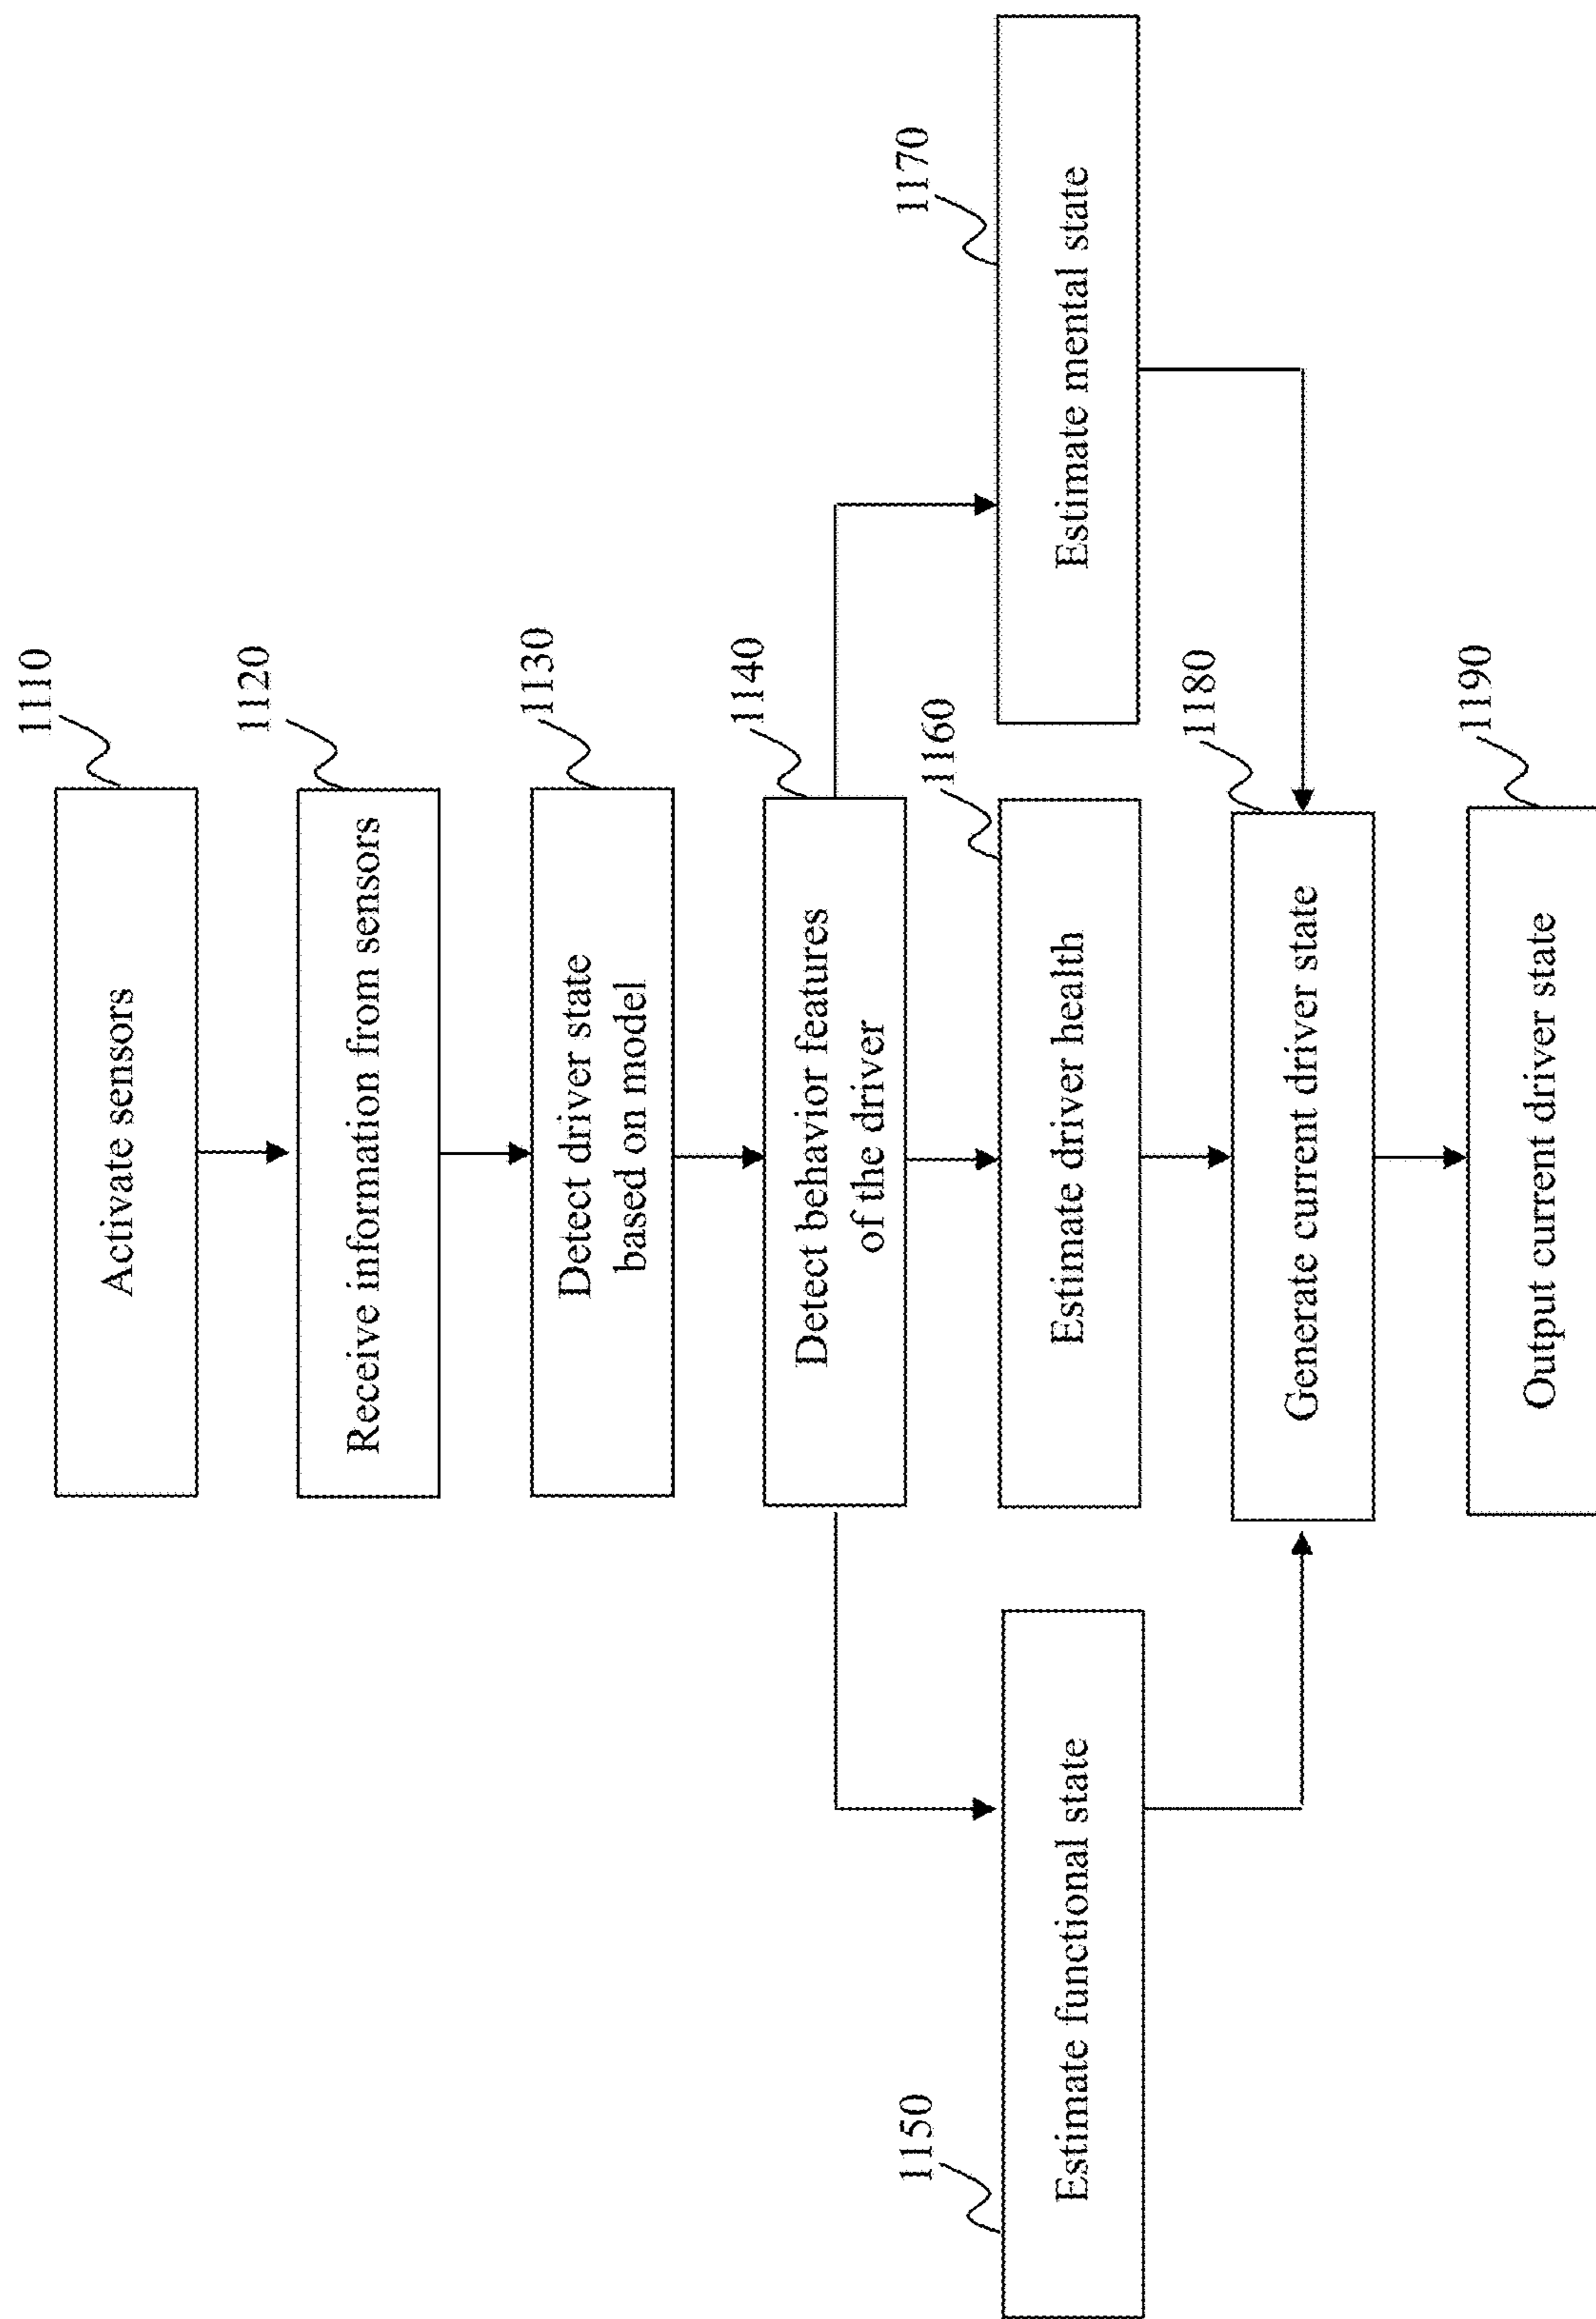 1110
Activate sensors
1120
Receive information from sensors
1130
Detect driver state
based on model
1140
Detect behavior features
of the driver
1150
Estimate functional state
1160
Estimate driver health
1170
Estimate mental state
1180
Generate current driver state
1190
Output current driver state